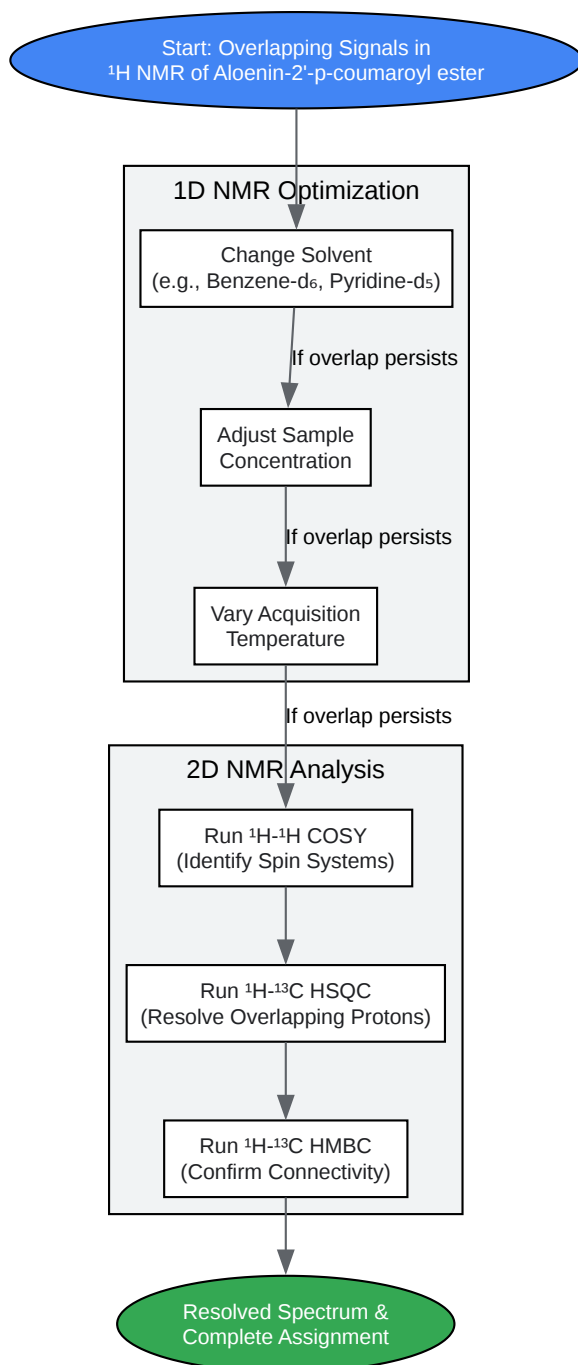 Start: Overlapping Signals in
¹H NMR of Aloenin-2'-p-coumaroyl ester
1D NMR Optimization
Change Solvent
(e.g., Benzene-d₆, Pyridine-d₅)
If overlap persists
Adjust Sample
Concentration
If overlap persists
Vary Acquisition
Temperature
If overlap persists
2D NMR Analysis
Run ¹H-¹H COSY
(Identify Spin Systems)
Run ¹H-¹³C HSQC
(Resolve Overlapping Protons)
Run ¹H-¹³C HMBC
(Confirm Connectivity)
Resolved Spectrum &
Complete Assignment